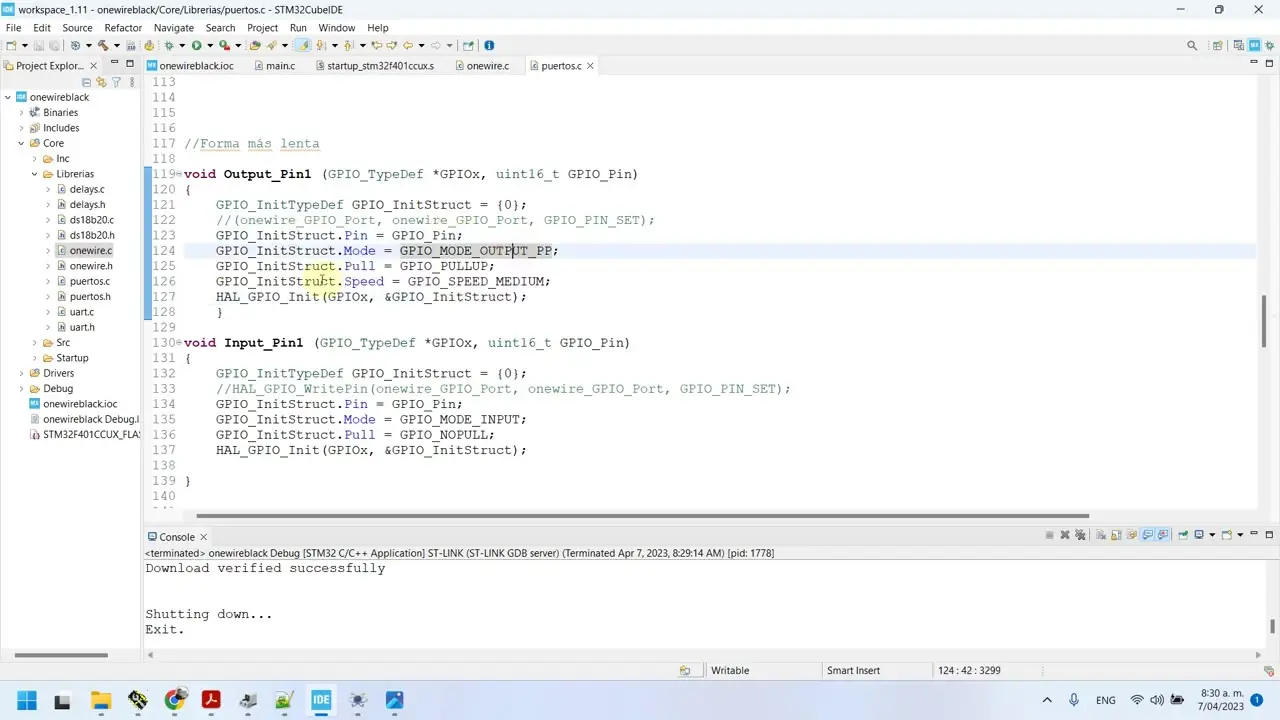 workspace_1.11 - onewireblack/Core/Librerias/puertos.c - STM32CubeIDE
File Edit Source Refactor Navigate Search Project Run Window Help
Project Explor...
onewireblack.ioc main.c startup_stm32f401ccux.s onewire.c puertos.c
onewireblack
Binaries
Includes
Core
Inc
Librerias
delays.c
delays.h
ds18b20.c
ds18b20.h
onewire.c
onewire.h
puertos.c
puertos.h
uart.c
uart.h
Src
Startup
Drivers
Debug
onewireblack.ioc
onewireblack Debug.l
STM32F401CCUX_FLA
113
114
115
116
117 //Forma más lenta
118
119 void Output_Pin1 (GPIO_TypeDef *GPIOx, uint16_t GPIO_Pin)
120 {
121 GPIO_InitTypeDef GPIO_InitStruct = {0};
122 //(onewire_GPIO_Port, onewire_GPIO_Port, GPIO_PIN_SET);
123 GPIO_InitStruct.Pin = GPIO_Pin;
124 GPIO_InitStruct.Mode = GPIO_MODE_OUTPUT_PP;
125 GPIO_InitStruct.Pull = GPIO_PULLUP;
126 GPIO_InitStruct.Speed = GPIO_SPEED_MEDIUM;
127 HAL_GPIO_Init(GPIOx, &GPIO_InitStruct);
128 }
129
130 void Input_Pin1 (GPIO_TypeDef *GPIOx, uint16_t GPIO_Pin)
131 {
132 GPIO_InitTypeDef GPIO_InitStruct = {0};
133 //HAL_GPIO_WritePin(onewire_GPIO_Port, onewire_GPIO_Port, GPIO_PIN_SET);
134 GPIO_InitStruct.Pin = GPIO_Pin;
135 GPIO_InitStruct.Mode = GPIO_MODE_INPUT;
136 GPIO_InitStruct.Pull = GPIO_NOPULL;
137 HAL_GPIO_Init(GPIOx, &GPIO_InitStruct);
138
139 }
140
Console
<terminated> onewireblack Debug [STM32 C/C++ Application] ST-LINK (ST-LINK GDB server) (Terminated Apr 7, 2023, 8:29:14 AM) [pid: 1778]
Download verified successfully
Shutting down...
Exit.
Writable Smart Insert 124 : 42 : 3299
IDE
ENG
8:30 a. m.
7/04/2023
1